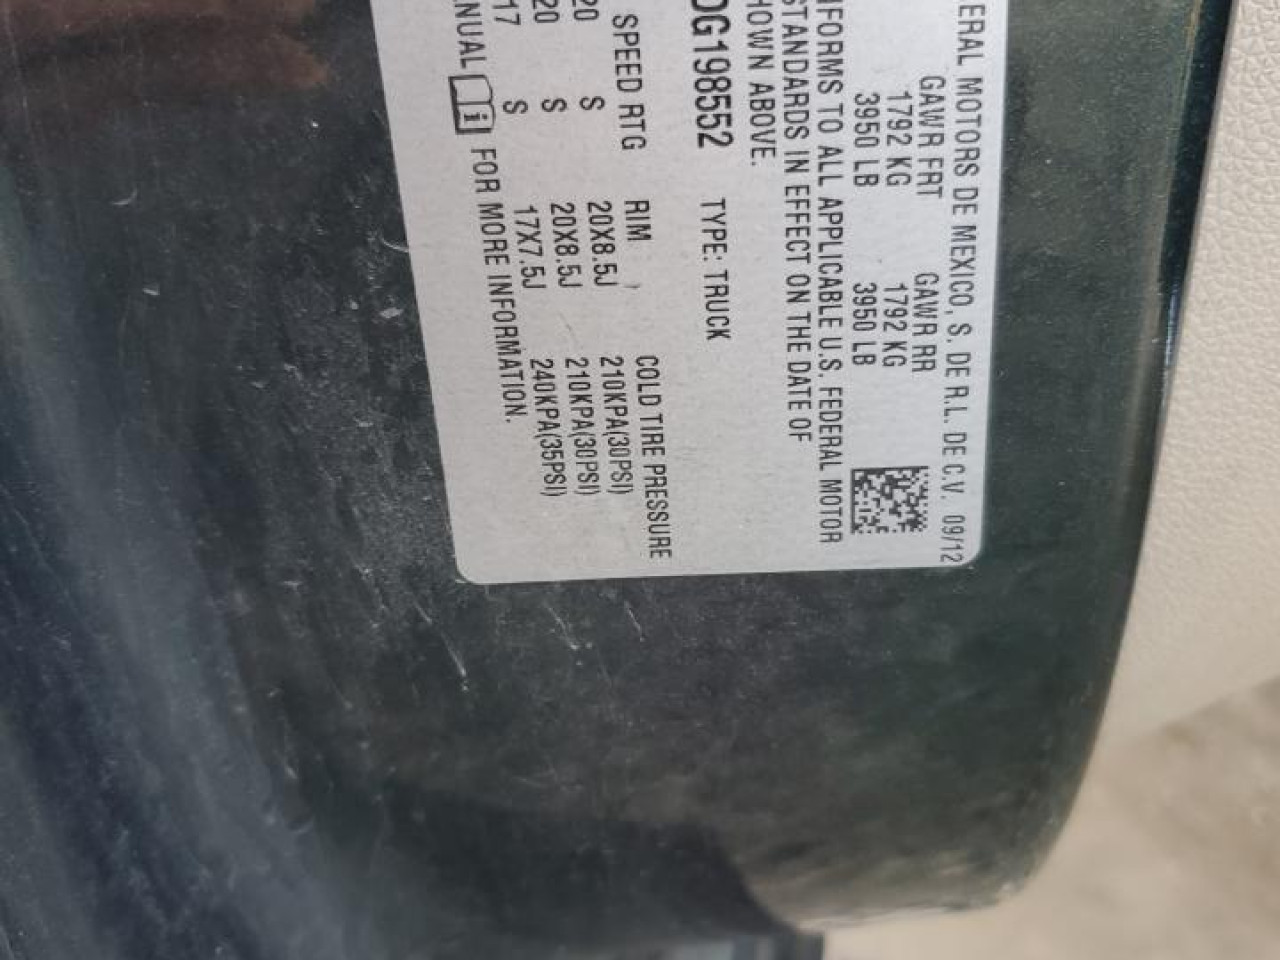 ERAL MOTORS DE MEXICO, S. DE R.L. DE C.V. 09/12
GAWR FRT GAWR RR
1792 KG 1792 KG
3950 LB 3950 LB
IFORMS TO ALL APPLICABLE U.S. FEDERAL MOTOR
STANDARDS IN EFFECT ON THE DATE OF
HOWN ABOVE.
DG198552 TYPE: TRUCK
SPEED RTG RIM COLD TIRE PRESSURE
20 S 20X8.5J 210KPA(30PSI)
20 S 20X8.5J 210KPA(30PSI)
17 S 17X7.5J 240KPA(35PSI)
NUAL i FOR MORE INFORMATION.